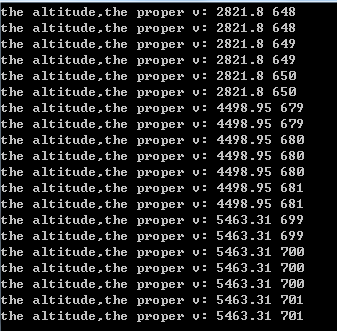 the altitude,the proper v: 2821.8 648
the altitude,the proper v: 2821.8 648
the altitude,the proper v: 2821.8 649
the altitude,the proper v: 2821.8 649
the altitude,the proper v: 2821.8 650
the altitude,the proper v: 2821.8 650
the altitude,the proper v: 4498.95 679
the altitude,the proper v: 4498.95 679
the altitude,the proper v: 4498.95 680
the altitude,the proper v: 4498.95 680
the altitude,the proper v: 4498.95 680
the altitude,the proper v: 4498.95 681
the altitude,the proper v: 4498.95 681
the altitude,the proper v: 5463.31 699
the altitude,the proper v: 5463.31 699
the altitude,the proper v: 5463.31 700
the altitude,the proper v: 5463.31 700
the altitude,the proper v: 5463.31 700
the altitude,the proper v: 5463.31 701
the altitude,the proper v: 5463.31 701